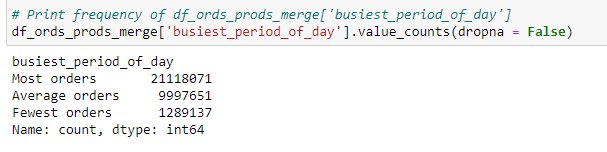 # Print frequency of df_ords_prods_merge['busiest_period_of_day']
df_ords_prods_merge['busiest_period_of_day'].value_counts(dropna = False)
busiest_period_of_day
Most orders       21118071
Average orders     9997651
Fewest orders      1289137
Name: count, dtype: int64